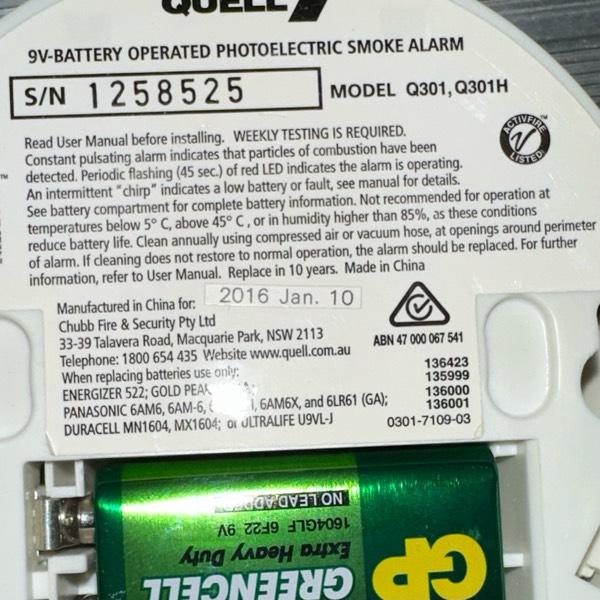 QUELL
9V-BATTERY OPERATED PHOTOELECTRIC SMOKE ALARM
S/N 1258525 MODEL Q301, Q301H
Read User Manual before installing. WEEKLY TESTING IS REQUIRED.
Constant pulsating alarm indicates that particles of combustion have been
detected. Periodic flashing (45 sec.) of red LED indicates the alarm is operating.
An intermittent "chirp" indicates a low battery or fault, see manual for details.
See battery compartment for complete battery information. Not recommended for operation at
temperatures below 5° C, above 45° C, or in humidity higher than 85%, as these conditions
reduce battery life. Clean annually using compressed air or vacuum hose, at openings around perimeter
of alarm. If cleaning does not restore to normal operation, the alarm should be replaced. For further
information, refer to User Manual. Replace in 10 years. Made in China
ACTIVFIRE
LISTED
TM
Manufactured in China for: 2016 Jan. 10
Chubb Fire & Security Pty Ltd
33-39 Talavera Road, Macquarie Park, NSW 2113
Telephone: 1800 654 435 Website www.quell.com.au
When replacing batteries use only:
ENERGIZER 522; GOLD
PANASONIC 6AM6, 6AM-6, 6AM6X, and 6LR61 (GA);
DURACELL MN1604, MX1604; or ULTRALIFE U9VL-J
ABN 47 000 067 541
136423
135999
136000
136001
0301-7109-03
GP
GREENCELL
Extra Heavy Duty
1604GLF 6F22 9V
NO LEAD ADDED